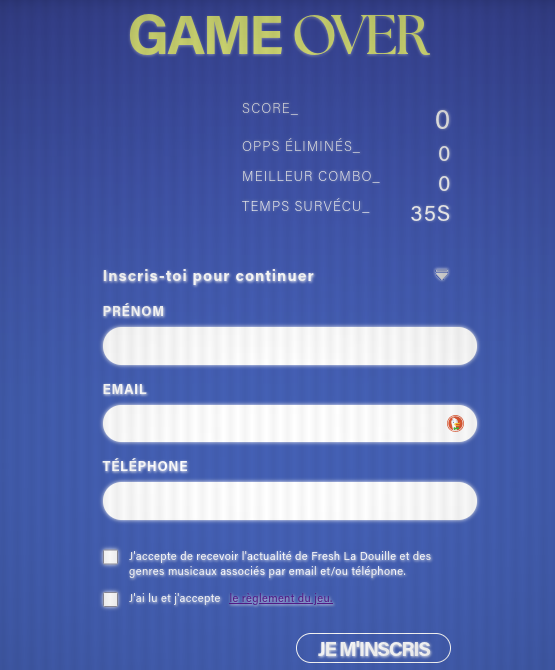 GAME OVER
SCORE_ 0
OPPS ÉLIMINÉS_ 0
MEILLEUR COMBO_ 0
TEMPS SURVÉCU_ 35S
Inscris-toi pour continuer
PRÉNOM
EMAIL
TÉLÉPHONE
J'accepte de recevoir l'actualité de Fresh La Douille et des
genres musicaux associés par email et/ou téléphone.
J'ai lu et j'accepte le règlement du jeu.
JE M'INSCRIS